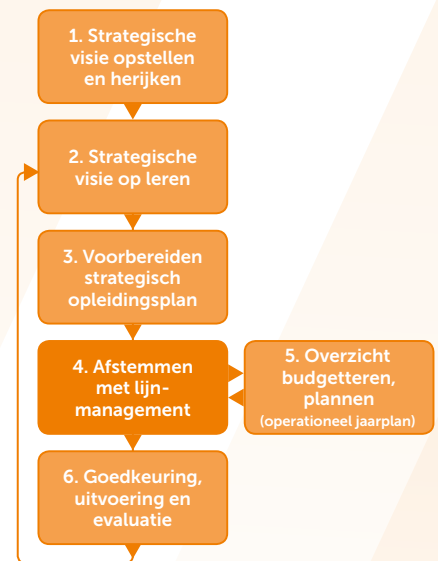 1. Strategische
visie opstellen
en herijken
2. Strategische
visie op leren
3. Voorbereiden
strategisch
opleidingsplan
4. Afstemmen
met lijn-
management
5. Overzicht
budgetteren,
plannen
(operationeel jaarplan)
6. Goedkeuring,
uitvoering en
evaluatie